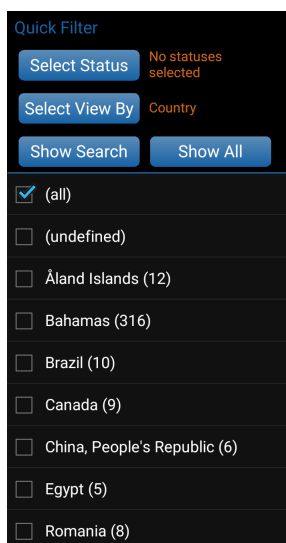 Quick Filter
Select Status
No statuses
selected
Select View By
Country
Show Search
Show All
(all)
(undefined)
Åland Islands (12)
Bahamas (316)
Brazil (10)
Canada (9)
China, People's Republic (6)
Egypt (5)
Romania (8)